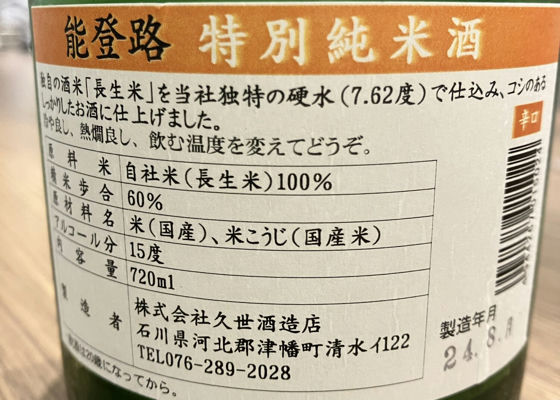 能登路 特別純米酒
独自の酒米「長生米」を当社独特の硬水(7.62度)で仕込み、コシのある
しっかりしたお酒に仕上げました。
冷や良し、熱燗良し、飲む温度を変えてどうぞ。
辛口
原料米 自社米(長生米)100%
精米歩合 60%
原材料名 米(国産)、米こうじ(国産米)
アルコール分 15度
内容量 720ml
製造者 株式会社久世酒造店
石川県河北郡津幡町清水イ122
TEL076-289-2028
製造年月
24.8.
飲酒は20歳になってから。